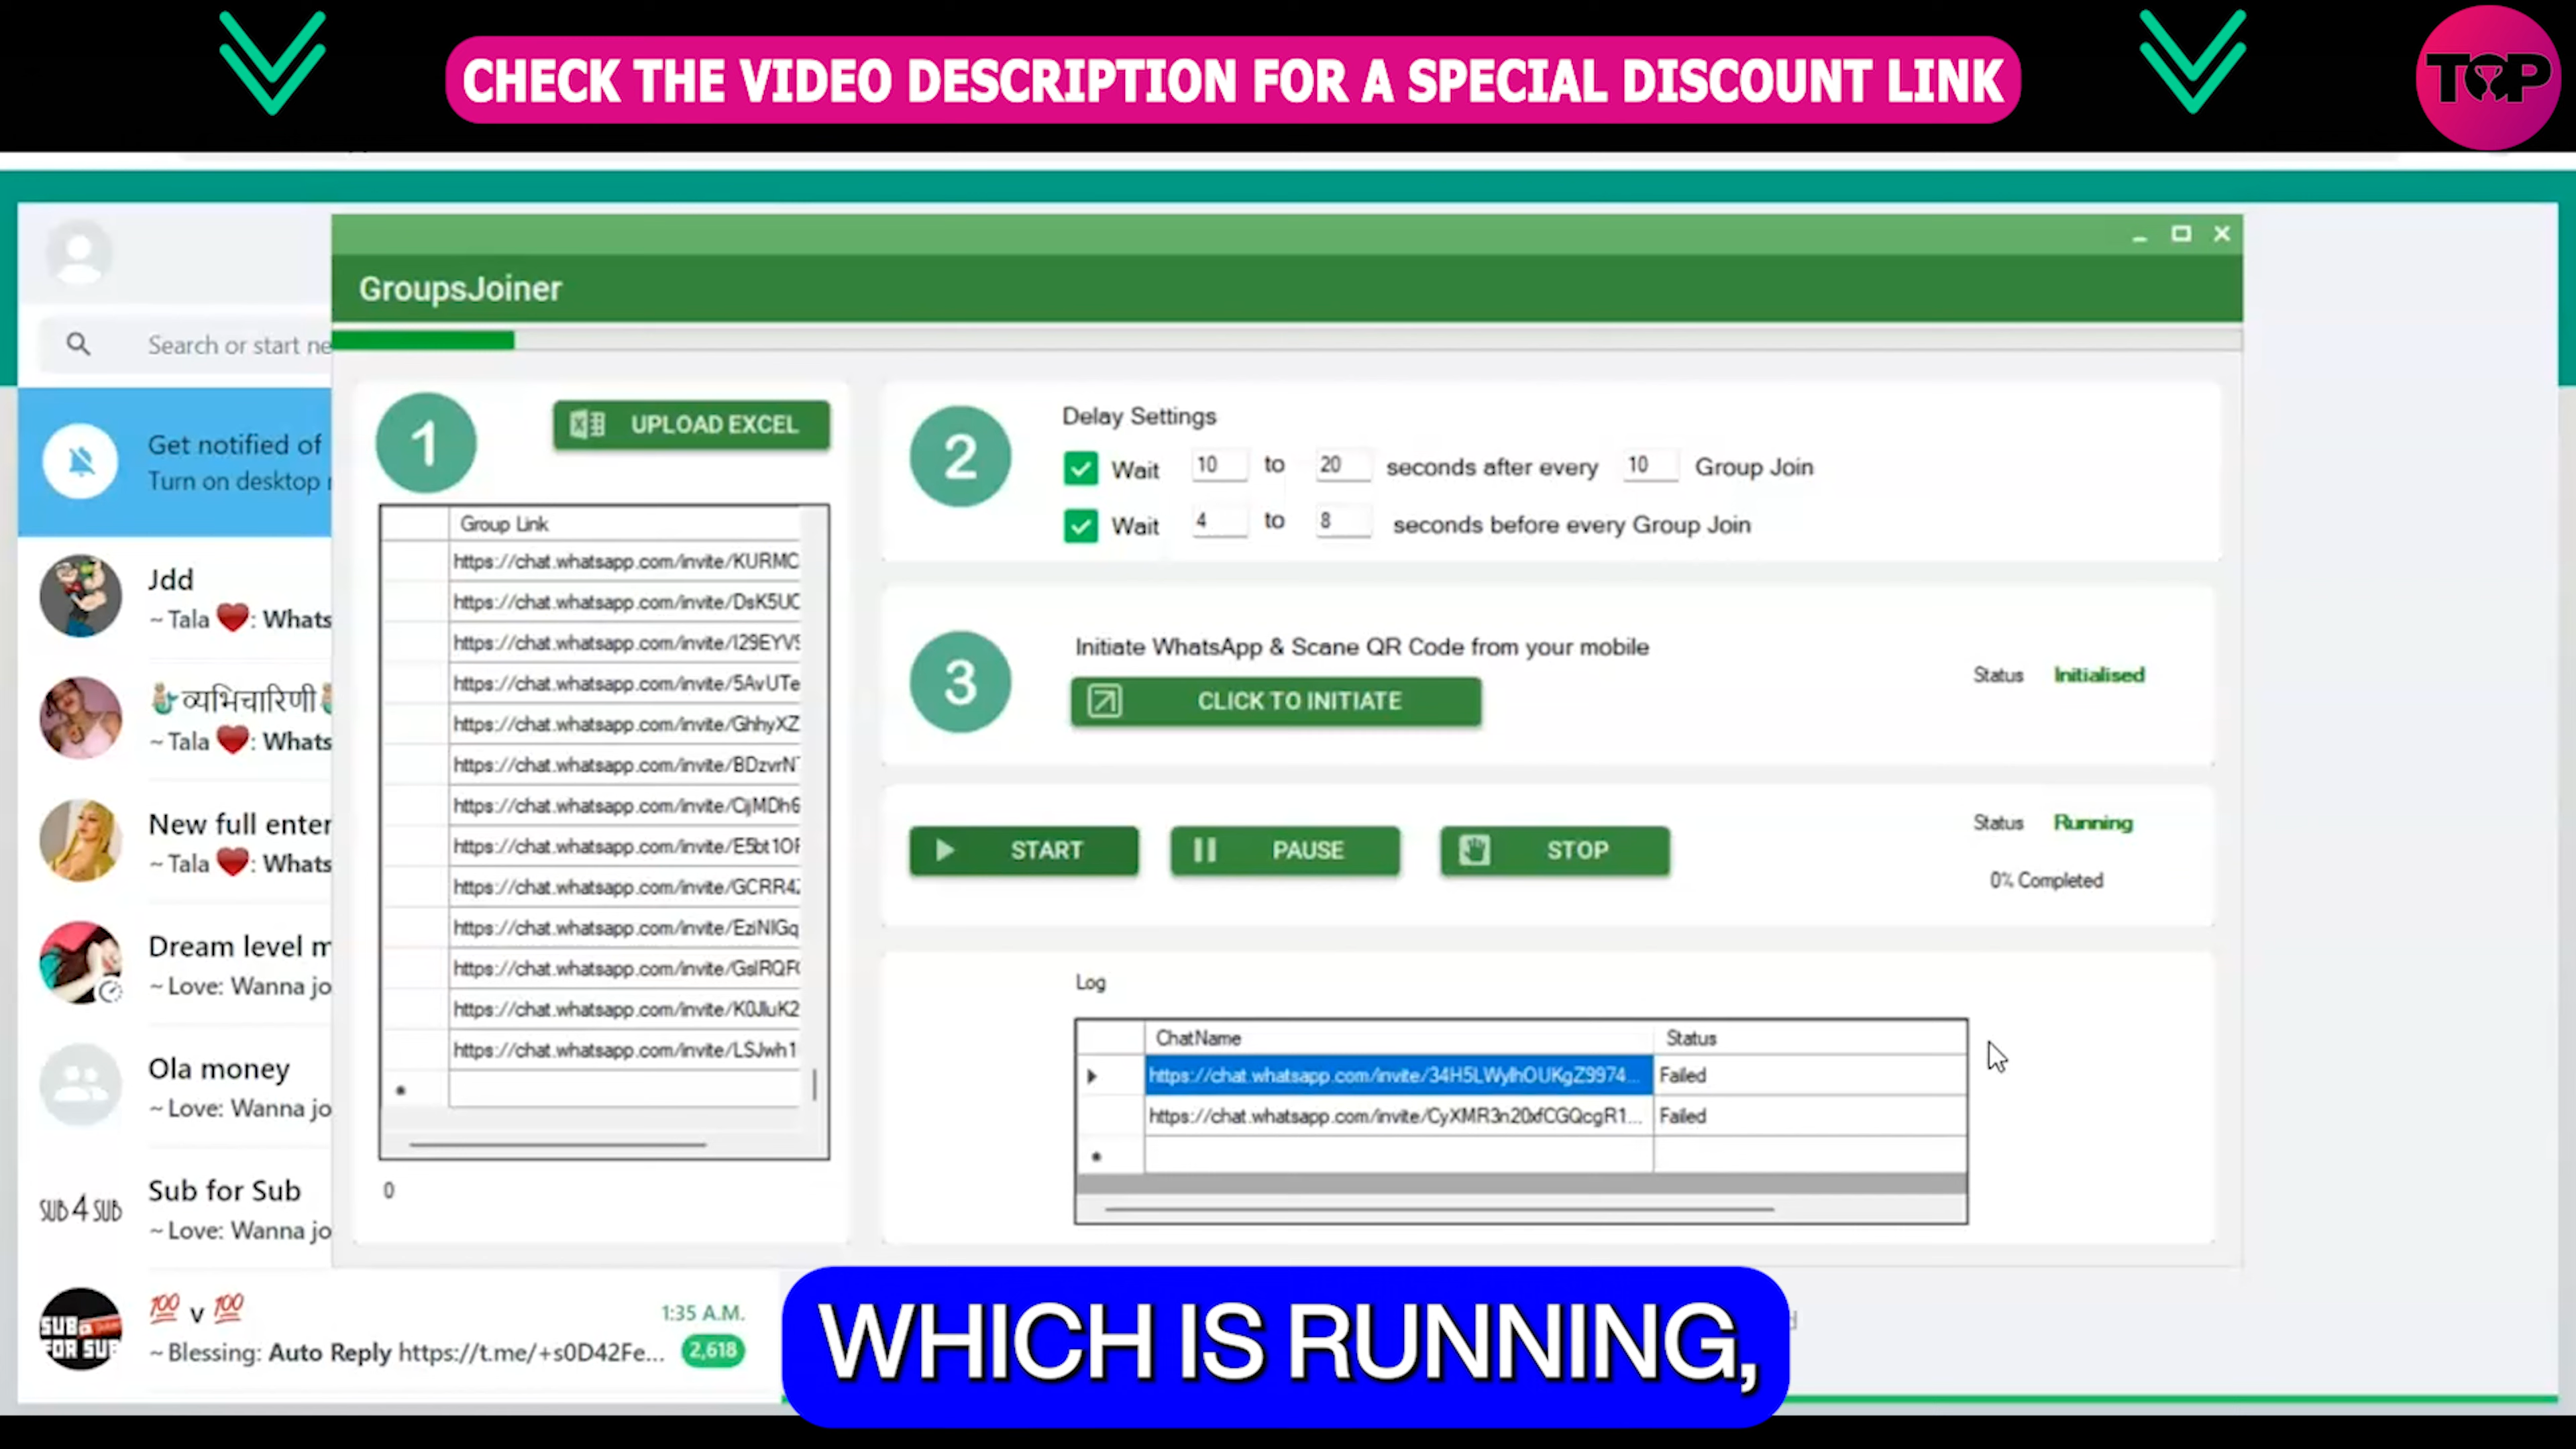 CHECK THE VIDEO DESCRIPTION FOR A SPECIAL DISCOUNT LINK
TOP
GroupsJoiner
Search or start ne
Get notified of
Turn on desktop
Jdd
~ Tala ❤️: Whats
🧜व्यभिचारिणी
~ Tala ❤️: Whats
New full enter
~ Tala ❤️: Whats
Dream level m
~ Love: Wanna jo
Ola money
~ Love: Wanna jo
SUB 4 SUB
Sub for Sub
~ Love: Wanna jo
SUB
FOR SUB
💯 v 💯
1:35 A.M.
~ Blessing: Auto Reply https://t.me/+s0D42Fe...
2,618
1
UPLOAD EXCEL
Group Link
https://chat.whatsapp.com/invite/KURMC
https://chat.whatsapp.com/invite/DsK5UC
https://chat.whatsapp.com/invite/I29EYVS
https://chat.whatsapp.com/invite/5AvUTe
https://chat.whatsapp.com/invite/GhhyXZ
https://chat.whatsapp.com/invite/BDzvrN
https://chat.whatsapp.com/invite/CijMDh6
https://chat.whatsapp.com/invite/E5bt1OF
https://chat.whatsapp.com/invite/GCRR4
https://chat.whatsapp.com/invite/EziNIGq
https://chat.whatsapp.com/invite/GslRQF
https://chat.whatsapp.com/invite/K0JluK2
https://chat.whatsapp.com/invite/LSJwh1
0
2
Delay Settings
Wait 10 to 20 seconds after every 10 Group Join
Wait 4 to 8 seconds before every Group Join
3
Initiate WhatsApp & Scane QR Code from your mobile
CLICK TO INITIATE
Status Initialised
START
PAUSE
STOP
Status Running
0% Completed
Log
ChatName Status
https://chat.whatsapp.com/invite/34H5LWylhOUKgZ9974... Failed
https://chat.whatsapp.com/invite/CyXMR3n20xfCGQcgR1... Failed
WHICH IS RUNNING,